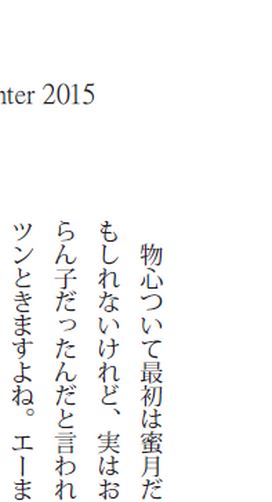 nter 2015
物心ついて最初は蜜月だ
もしれないけれど、実はお
らん子だったんだと言われ
ツンときますよね。エーま